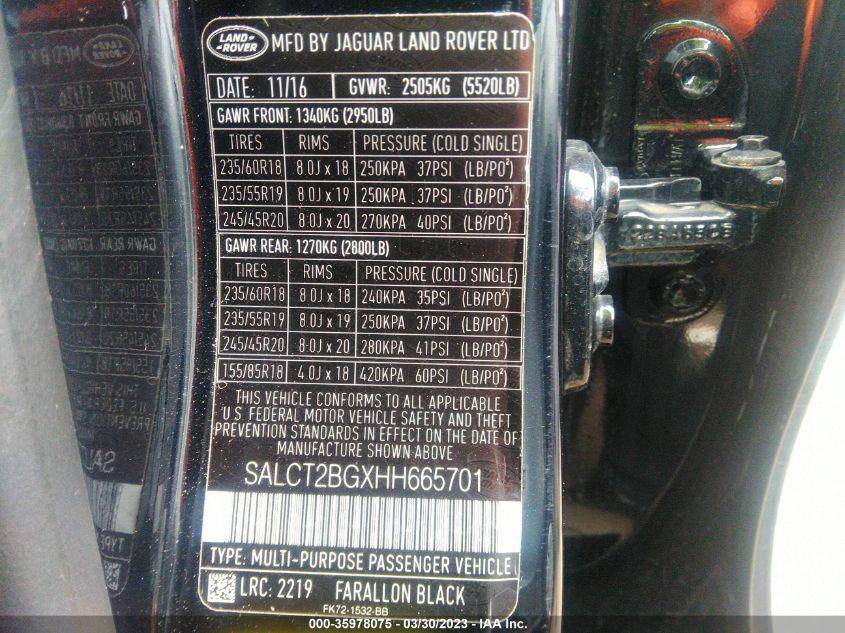 LAND ROVER MFD BY JAGUAR LAND ROVER LTD
DATE: 11/16 GVWR: 2505KG (5520LB)
GAWR FRONT: 1340KG (2950LB)
TIRES RIMS PRESSURE (COLD SINGLE)
235/60R18 8.0J x 18 250KPA 37PSI (LB/PO²)
235/55R19 8.0J x 19 250KPA 37PSI (LB/PO²)
245/45R20 8.0J x 20 270KPA 40PSI (LB/PO²)
GAWR REAR: 1270KG (2800LB)
TIRES RIMS PRESSURE (COLD SINGLE)
235/60R18 8.0J x 18 240KPA 35PSI (LB/PO²)
235/55R19 8.0J x 19 250KPA 37PSI (LB/PO²)
245/45R20 8.0J x 20 280KPA 41PSI (LB/PO²)
155/85R18 4.0J x 18 420KPA 60PSI (LB/PO²)
THIS VEHICLE CONFORMS TO ALL APPLICABLE
U.S. FEDERAL MOTOR VEHICLE SAFETY AND THEFT
PREVENTION STANDARDS IN EFFECT ON THE DATE OF
MANUFACTURE SHOWN ABOVE
SALCT2BGXHH665701
TYPE: MULTI-PURPOSE PASSENGER VEHICLE
LRC: 2219 FARALLON BLACK
FK72-1532-BB
000-35978075 - 03/30/2023 - 1532-BB